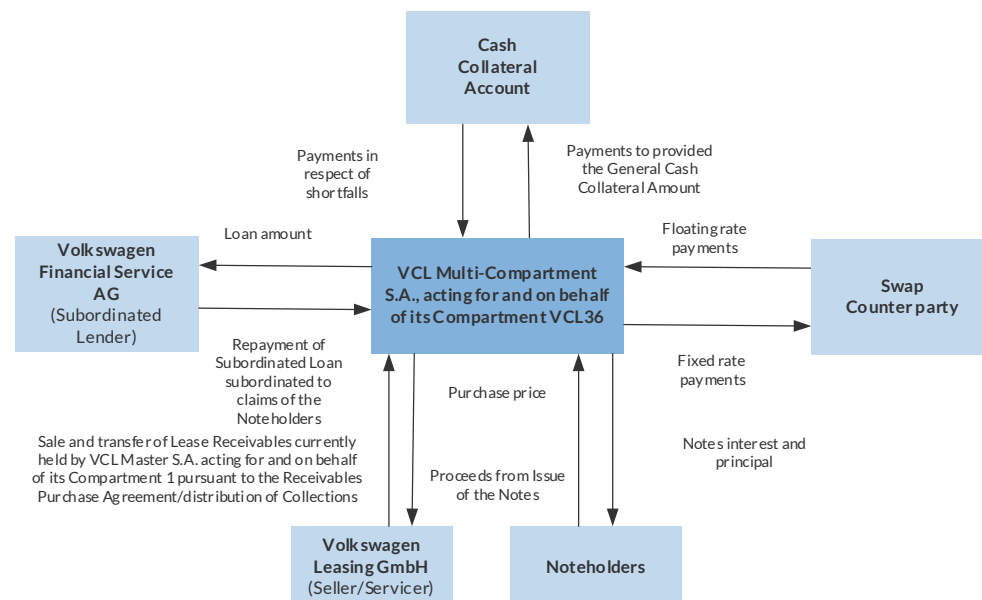 Cash
Collateral
Account
Payments in
respect of
shortfalls
Payments to provided
the General Cash
Collateral Amount
Loan amount
Floating rate
payments
Volkswagen
Financial Service
AG
(Subordinated
Lender)
VCL Multi-Compartment
S.A., acting for and on behalf
of its Compartment VCL36
Swap
Counter party
Repayment of
Subordinated Loan
subordinated to
claims of the
Noteholders
Purchase price
Fixed rate
payments
Sale and transfer of Lease Receivables currently
held by VCL Master S.A. acting for and on behalf
of its Compartment 1 pursuant to the Receivables
Purchase Agreement/distribution of Collections
Proceeds from Issue
of the Notes
Notes interest and
principal
Volkswagen
Leasing GmbH
(Seller/Servicer)
Noteholders